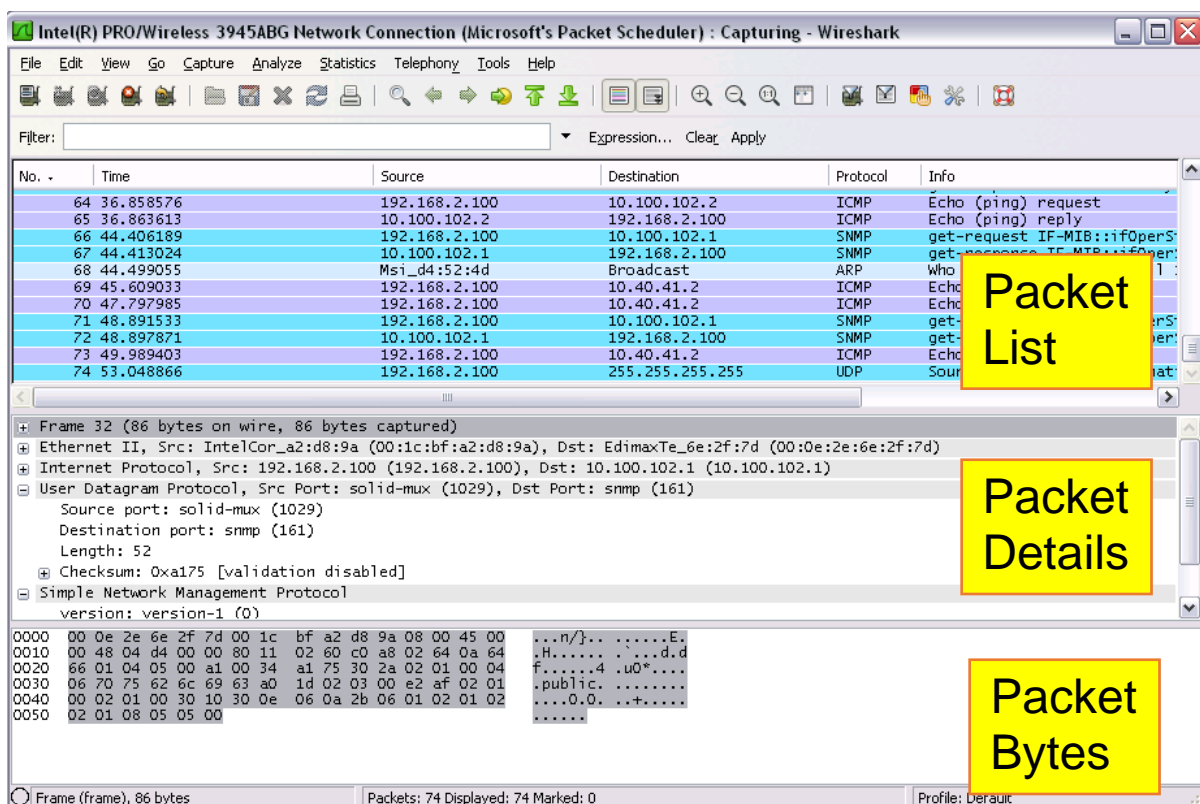 Intel(R) PRO/Wireless 3945ABG Network Connection (Microsoft's Packet Scheduler) : Capturing - Wireshark
File Edit View Go Capture Analyze Statistics Telephony Tools Help
Filter: Expression... Clear Apply
No. Time Source Destination Protocol Info
64 36.858576 192.168.2.100 10.100.102.2 ICMP Echo (ping) request
65 36.863613 10.100.102.2 192.168.2.100 ICMP Echo (ping) reply
66 44.406189 192.168.2.100 10.100.102.1 SNMP get-request IF-MIB::ifOperS
67 44.413024 10.100.102.1 192.168.2.100 SNMP
68 44.499055 Msi_d4:52:4d Broadcast ARP Who
69 45.609033 192.168.2.100 10.40.41.2 ICMP Echo
70 47.797985 192.168.2.100 10.40.41.2 ICMP Echo
71 48.891533 192.168.2.100 10.100.102.1 SNMP get-
72 48.897871 10.100.102.1 192.168.2.100 SNMP get-
73 49.989403 192.168.2.100 10.40.41.2 ICMP Echo
74 53.048866 192.168.2.100 255.255.255.255 UDP Sour
Packet
List
Frame 32 (86 bytes on wire, 86 bytes captured)
Ethernet II, Src: IntelCor_a2:d8:9a (00:1c:bf:a2:d8:9a), Dst: EdimaxTe_6e:2f:7d (00:0e:2e:6e:2f:7d)
Internet Protocol, Src: 192.168.2.100 (192.168.2.100), Dst: 10.100.102.1 (10.100.102.1)
User Datagram Protocol, Src Port: solid-mux (1029), Dst Port: snmp (161)
Source port: solid-mux (1029)
Destination port: snmp (161)
Length: 52
Checksum: 0xa175 [validation disabled]
Simple Network Management Protocol
version: version-1 (0)
Packet
Details
0000 00 0e 2e 6e 2f 7d 00 1c bf a2 d8 9a 08 00 45 00 ...n/}.. ......E.
0010 00 48 04 d4 00 00 80 11 02 60 c0 a8 02 64 0a 64 .H...... .`...d.d
0020 66 01 04 05 00 a1 00 34 a1 75 30 2a 02 01 00 04 f......4 .u0*....
0030 06 70 75 62 6c 69 63 a0 1d 02 03 00 e2 af 02 01 .public. ........
0040 00 02 01 00 30 10 30 0e 06 0a 2b 06 01 02 01 02 ....0.0. ..+.....
0050 02 01 08 05 05 00 ......
Packet
Bytes
Frame (frame), 86 bytes Packets: 74 Displayed: 74 Marked: 0 Profile: Default